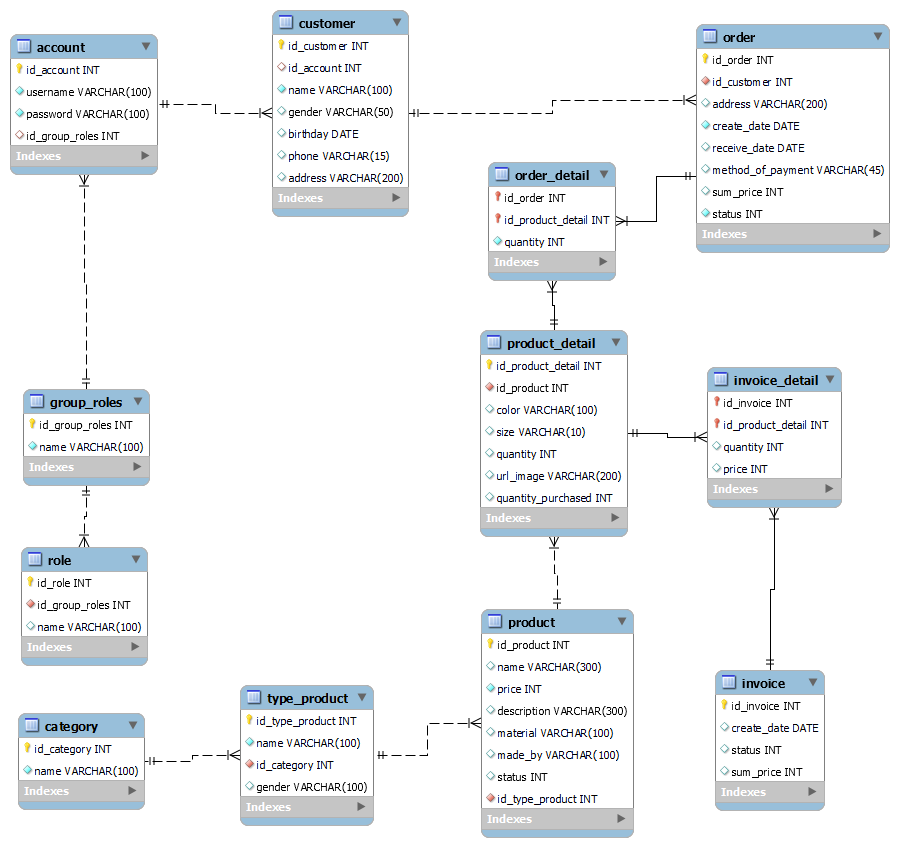 account
id_account INT
username VARCHAR(100)
password VARCHAR(100)
id_group_roles INT
Indexes
customer
id_customer INT
id_account INT
name VARCHAR(100)
gender VARCHAR(50)
birthday DATE
phone VARCHAR(15)
address VARCHAR(200)
Indexes
order
id_order INT
id_customer INT
address VARCHAR(200)
create_date DATE
receive_date DATE
method_of_payment VARCHAR(45)
sum_price INT
status INT
Indexes
order_detail
id_order INT
id_product_detail INT
quantity INT
Indexes
product_detail
id_product_detail INT
id_product INT
color VARCHAR(100)
size VARCHAR(10)
quantity INT
url_image VARCHAR(200)
quantity_purchased INT
Indexes
invoice_detail
id_invoice INT
id_product_detail INT
quantity INT
price INT
Indexes
group_roles
id_group_roles INT
name VARCHAR(100)
Indexes
role
id_role INT
id_group_roles INT
name VARCHAR(100)
Indexes
category
id_category INT
name VARCHAR(100)
Indexes
type_product
id_type_product INT
name VARCHAR(100)
id_category INT
gender VARCHAR(100)
Indexes
product
id_product INT
name VARCHAR(300)
price INT
description VARCHAR(300)
material VARCHAR(100)
made_by VARCHAR(100)
status INT
id_type_product INT
Indexes
invoice
id_invoice INT
create_date DATE
status INT
sum_price INT
Indexes